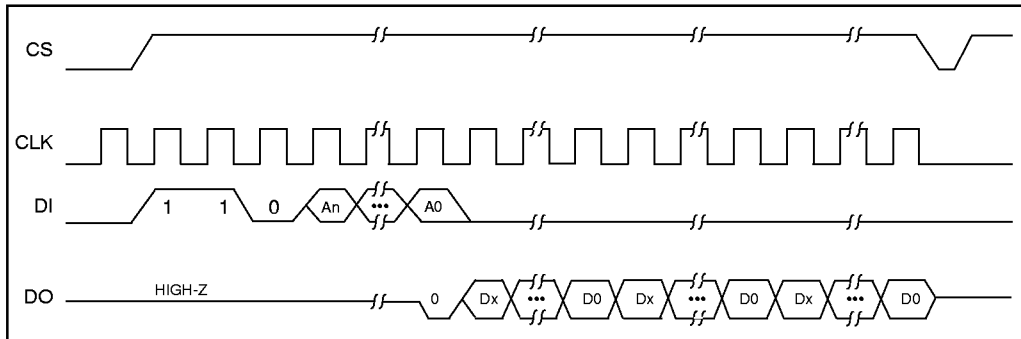 CS
CLK
DI 1 1 0 An ••• A0
DO HIGH-Z 0 Dx ••• D0 Dx ••• D0 Dx ••• D0